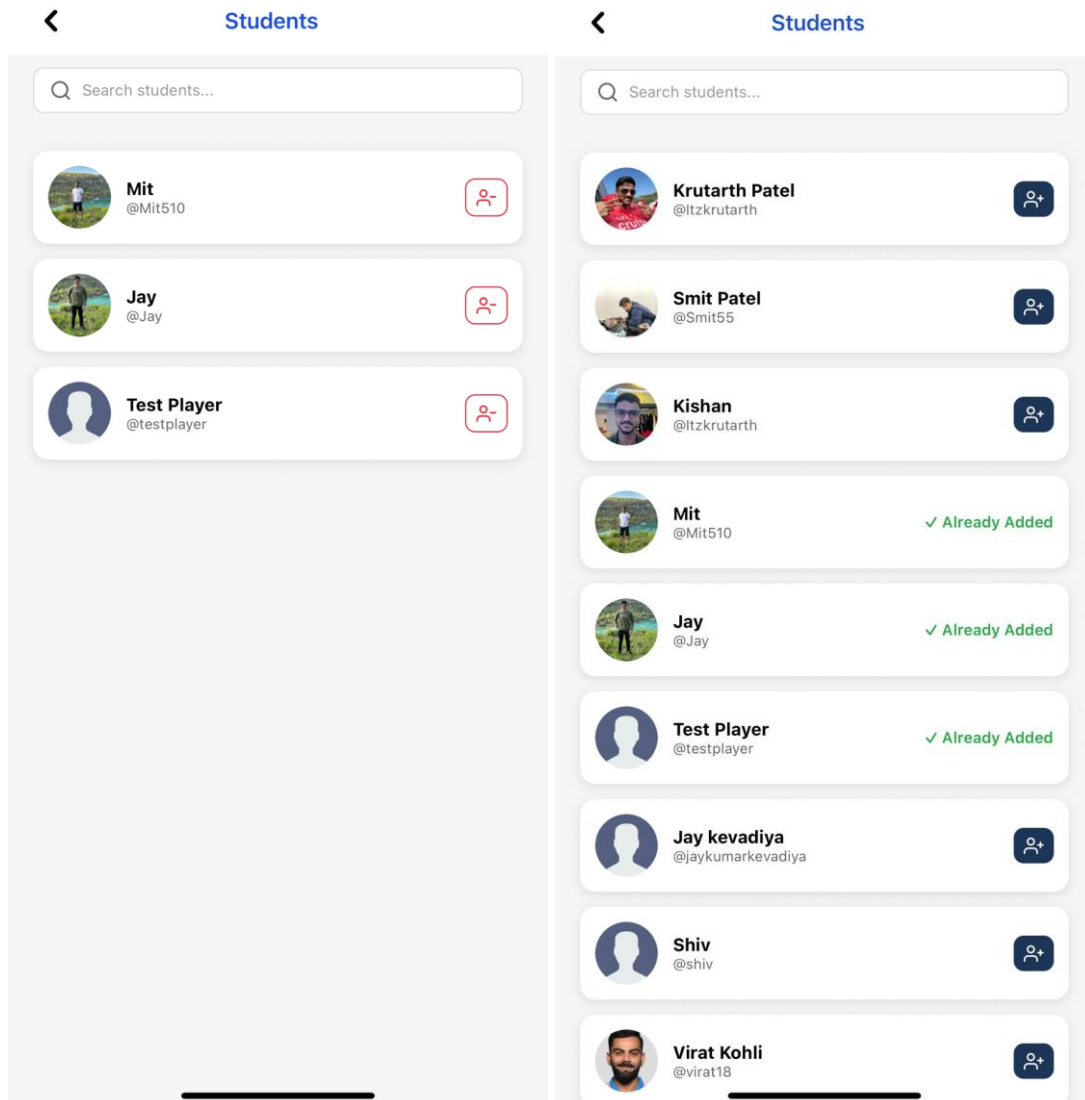 Students
Search students...
Mit
@Mit510
Jay
@Jay
Test Player
@testplayer
Students
Search students...
Krutarth Patel
@Itzkrutarth
Smit Patel
@Smit55
Kishan
@Itzkrutarth
Mit
@Mit510
✓ Already Added
Jay
@Jay
✓ Already Added
Test Player
@testplayer
✓ Already Added
Jay kevadiya
@jaykumarkevadiya
Shiv
@shiv
Virat Kohli
@virat18